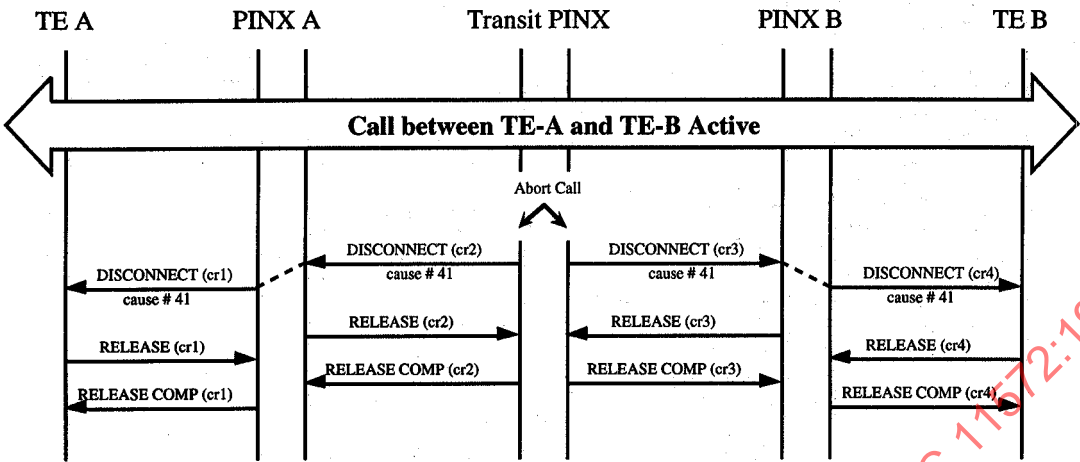 TE A PINX A Transit PINX PINX B TE B
Call between TE-A and TE-B Active
Abort Call
DISCONNECT (cr2) DISCONNECT (cr3)
cause # 41 cause # 41
DISCONNECT (cr1) DISCONNECT (cr4)
cause # 41 cause # 41
RELEASE (cr2) RELEASE (cr3)
RELEASE (cr1) RELEASE (cr4)
RELEASE COMP (cr2) RELEASE COMP (cr3)
RELEASE COMP (cr1) RELEASE COMP (cr4)
C 11572:19